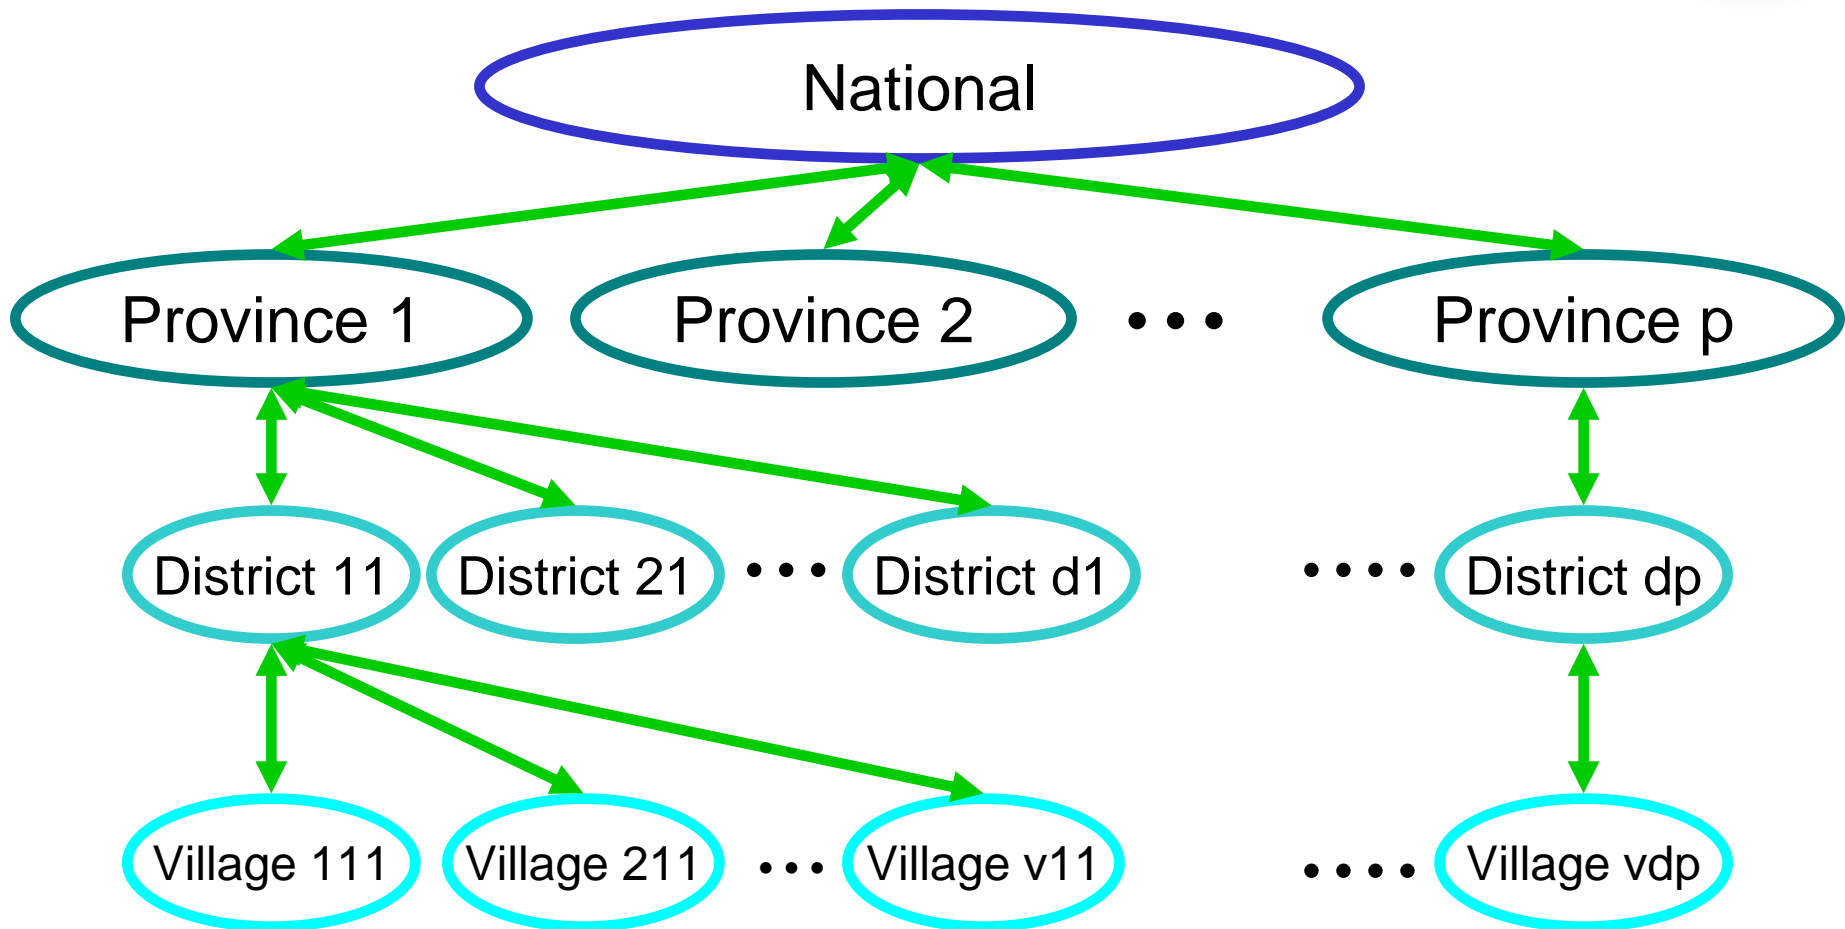 National
Province 1 Province 2 • • • Province p
District 11 District 21 • • • District d1 • • • • District dp
Village 111 Village 211 • • • Village v11 • • • • Village vdp